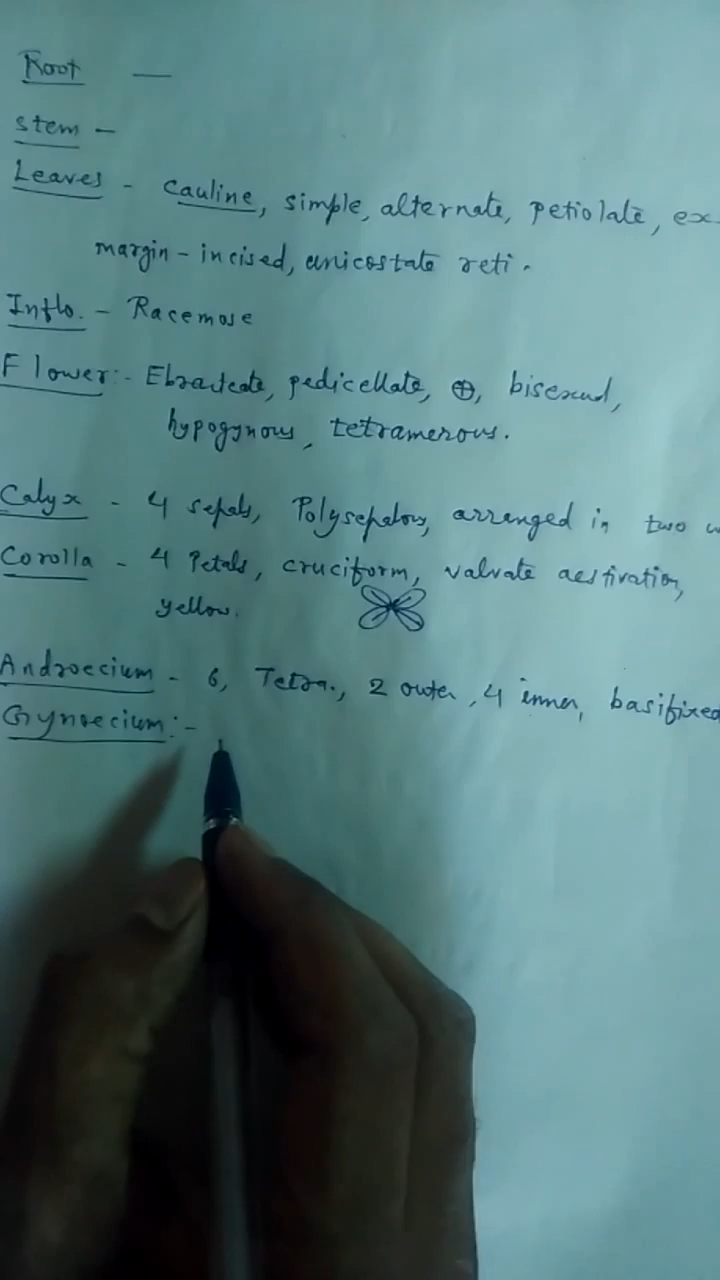 Root —
Stem –
Leaves - Cauline, simple, alternate, petiolate, ex
margin - incised, unicostate reti.
Inflo. - Racemose
Flower:- Ebracteate, pedicellate, ⊕, bisexual,
hypogynous, tetramerous.
Calyx - 4 sepals, Polysepalous, arranged in two w
Corolla - 4 Petals, cruciform, valvate aestivation,
yellow.
Androecium - 6, Tetra., 2 outer, 4 inner, basifixed
Gynoecium:-